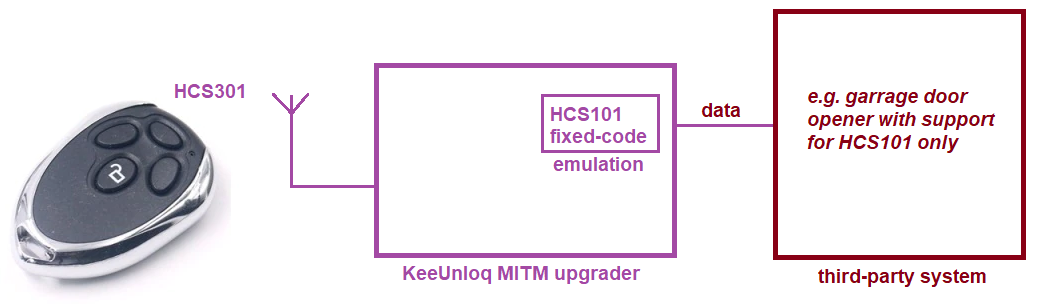 HCS301
HCS101
fixed-code
emulation
KeeUnloq MITM upgrader
data
e.g. garrage door
opener with support
for HCS101 only
third-party system